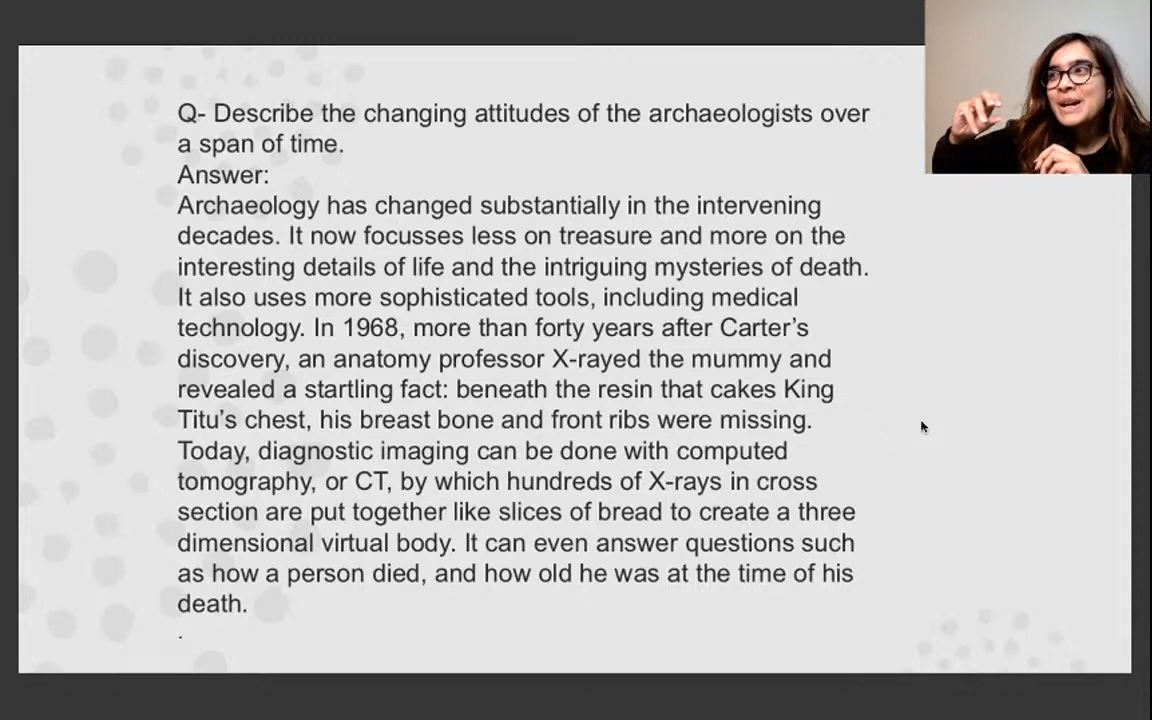 Q- Describe the changing attitudes of the archaeologists over
a span of time.
Answer:
Archaeology has changed substantially in the intervening
decades. It now focusses less on treasure and more on the
interesting details of life and the intriguing mysteries of death.
It also uses more sophisticated tools, including medical
technology. In 1968, more than forty years after Carter’s
discovery, an anatomy professor X-rayed the mummy and
revealed a startling fact: beneath the resin that cakes King
Titu’s chest, his breast bone and front ribs were missing.
Today, diagnostic imaging can be done with computed
tomography, or CT, by which hundreds of X-rays in cross
section are put together like slices of bread to create a three
dimensional virtual body. It can even answer questions such
as how a person died, and how old he was at the time of his
death.
.